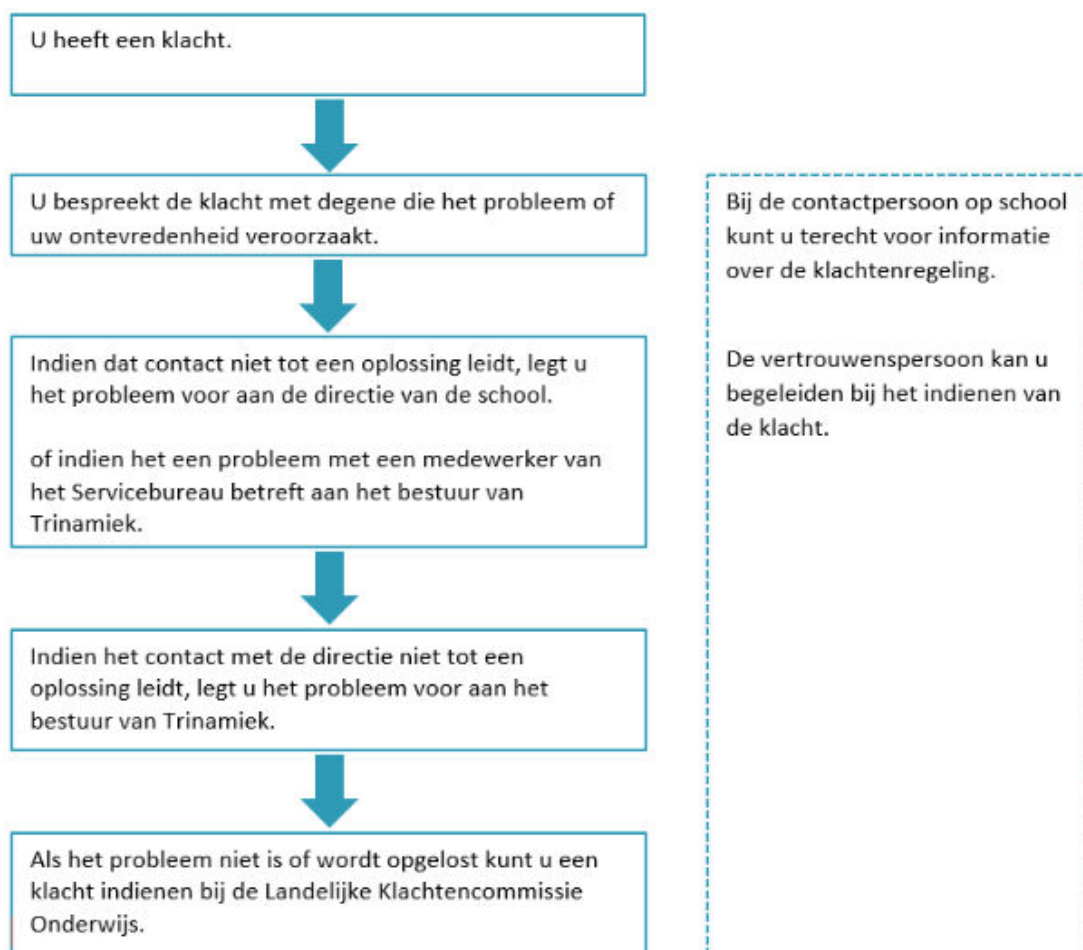 U heeft een klacht.
U bespreekt de klacht met degene die het probleem of
uw ontevredenheid veroorzaakt.
Indien dat contact niet tot een oplossing leidt, legt u
het probleem voor aan de directie van de school.
of indien het een probleem met een medewerker van
het Servicebureau betreft aan het bestuur van
Trinamiek.
Indien het contact met de directie niet tot een
oplossing leidt, legt u het probleem voor aan het
bestuur van Trinamiek.
Als het probleem niet is of wordt opgelost kunt u een
klacht indienen bij de Landelijke Klachtencommissie
Onderwijs.
Bij de contactpersoon op school
kunt u terecht voor informatie
over de klachtenregeling.
De vertrouwenspersoon kan u
begeleiden bij het indienen van
de klacht.